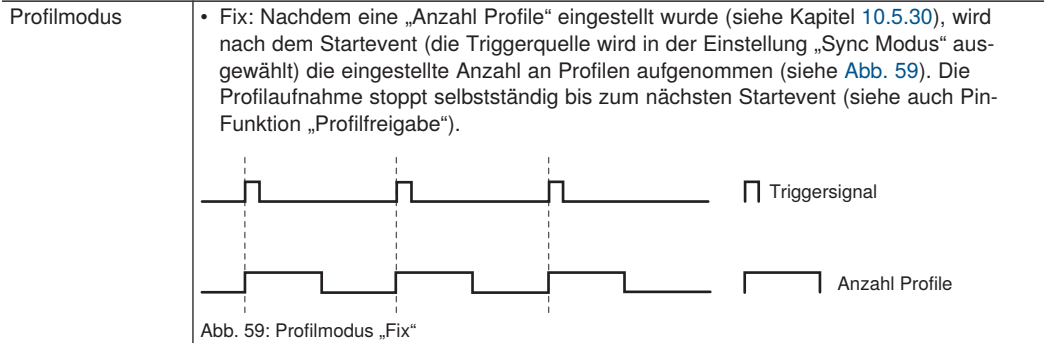 Profilmodus
• Fix: Nachdem eine „Anzahl Profile“ eingestellt wurde (siehe Kapitel 10.5.30), wird
nach dem Startevent (die Triggerquelle wird in der Einstellung „Sync Modus“ aus-
gewählt) die eingestellte Anzahl an Profilen aufgenommen (siehe Abb. 59). Die
Profilaufnahme stoppt selbstständig bis zum nächsten Startevent (siehe auch Pin-
Funktion „Profilfreigabe“).
Triggersignal
Anzahl Profile
Abb. 59: Profilmodus „Fix“